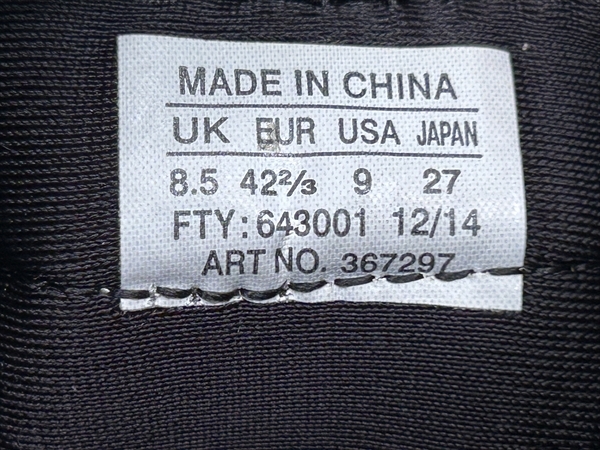 MADE IN CHINA
UK EUR USA JAPAN
8.5 42⅔ 9 27
FTY: 643001 12/14
ART NO. 367297